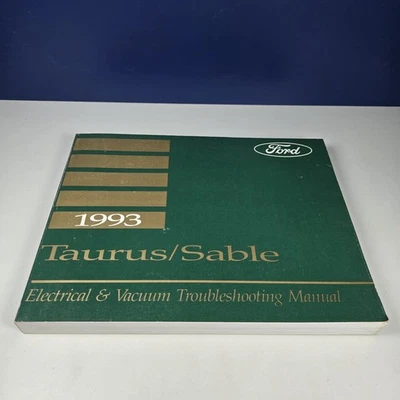 Ford
1993
Taurus/Sable
Electrical & Vacuum Troubleshooting Manual